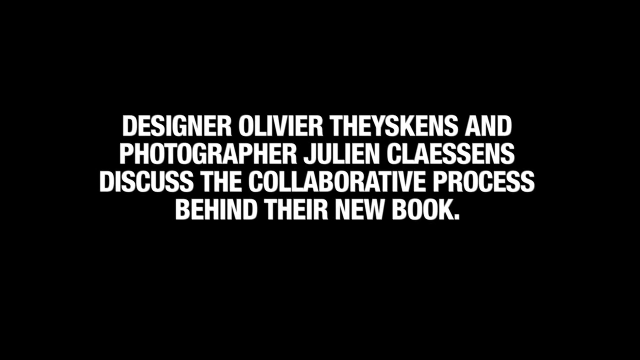 DESIGNER OLIVIER THEYSKENS AND
PHOTOGRAPHER JULIEN CLAESSENS
DISCUSS THE COLLABORATIVE PROCESS
BEHIND THEIR NEW BOOK.